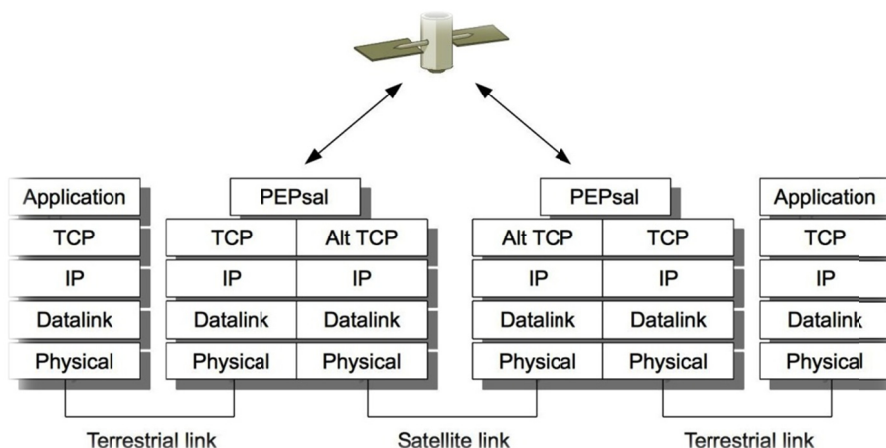 Application PEPsal PEPsal Application
TCP TCP Alt TCP Alt TCP TCP TCP
IP IP IP IP IP IP
Datalink Datalink Datalink Datalink Datalink Datalink
Physical Physical Physical Physical Physical Physical
Terrestrial link Satellite link Terrestrial link